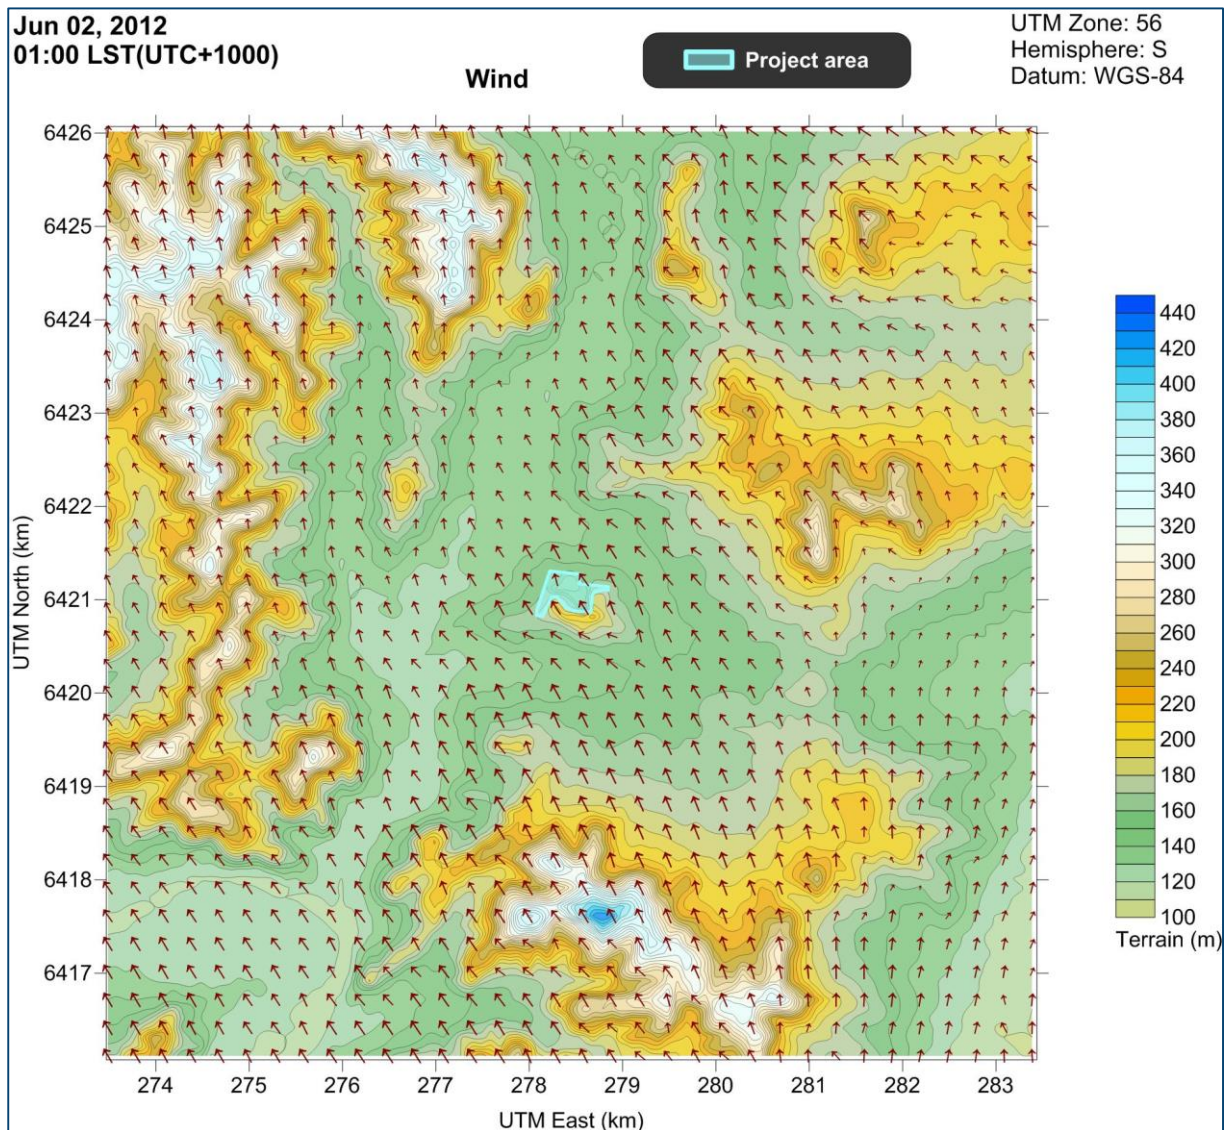 Jun 02, 2012
01:00 LST(UTC+1000)
Wind
Project area
UTM Zone: 56
Hemisphere: S
Datum: WGS-84
UTM North (km)
6426
6425
6424
6423
6422
6421
6420
6419
6418
6417
274 275 276 277 278 279 280 281 282 283
UTM East (km)
440
420
400
380
360
340
320
300
280
260
240
220
200
180
160
140
120
100
Terrain (m)